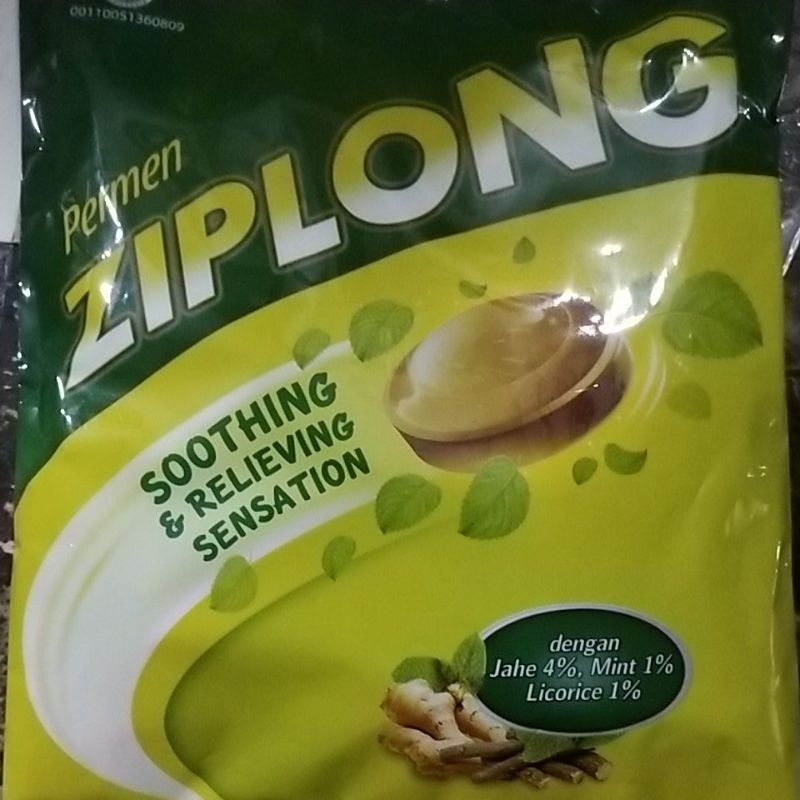 00110051360809
Permen
ZIPLONG
SOOTHING
& RELIEVING
SENSATION
dengan
Jahe 4%, Mint 1%
Licorice 1%